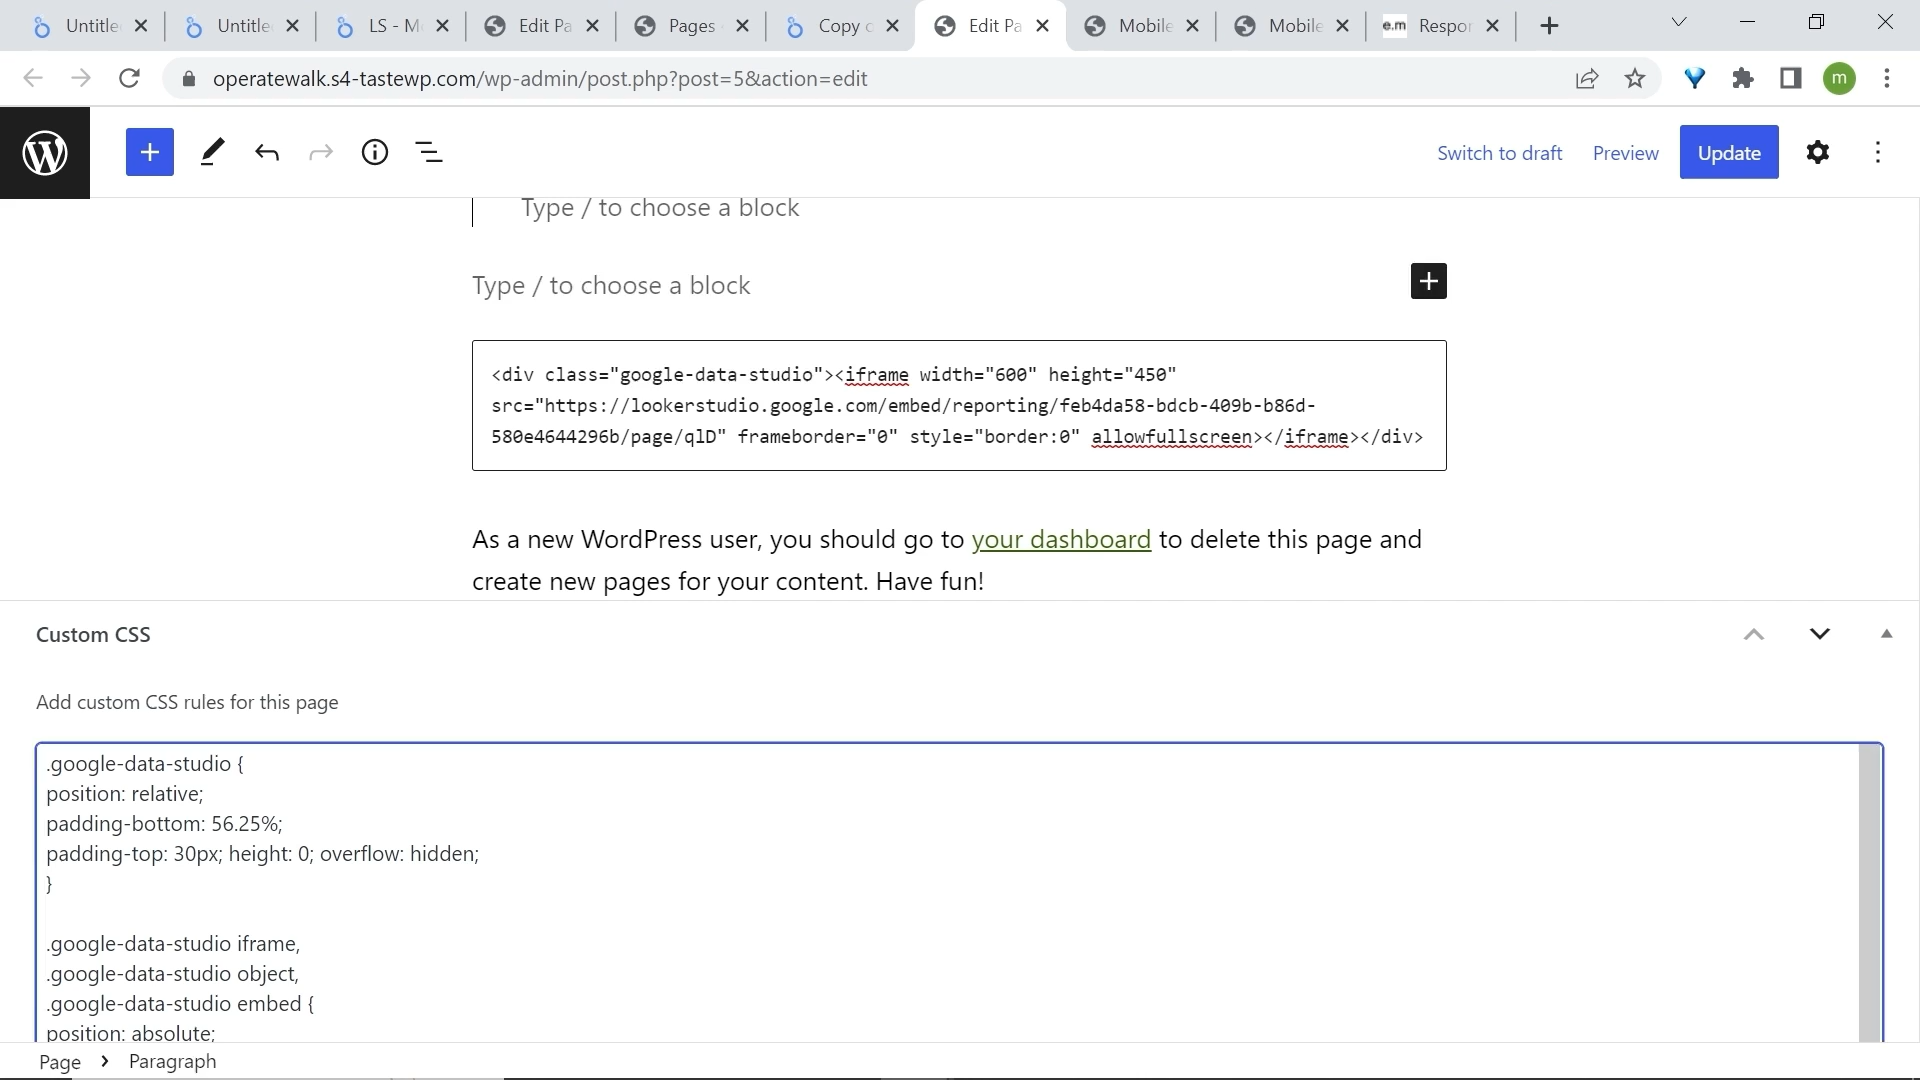 Untitle
Untitle
LS - M
Edit Pa
Pages
Copy o
Edit Pa
Mobile
Mobile
e.m Respor
operatewalk.s4-tastewp.com/wp-admin/post.php?post=5&action=edit
m
Switch to draft
Preview
Update
Type / to choose a block
Type / to choose a block
<div class="google-data-studio"><iframe width="600" height="450"
src="https://lookerstudio.google.com/embed/reporting/feb4da58-bdcb-409b-b86d-
580e4644296b/page/qlD" frameborder="0" style="border:0" allowfullscreen></iframe></div>
As a new WordPress user, you should go to your dashboard to delete this page and
create new pages for your content. Have fun!
Custom CSS
Add custom CSS rules for this page
.google-data-studio {
position: relative;
padding-bottom: 56.25%;
padding-top: 30px; height: 0; overflow: hidden;
}
.google-data-studio iframe,
.google-data-studio object,
.google-data-studio embed {
position: absolute;
Page > Paragraph